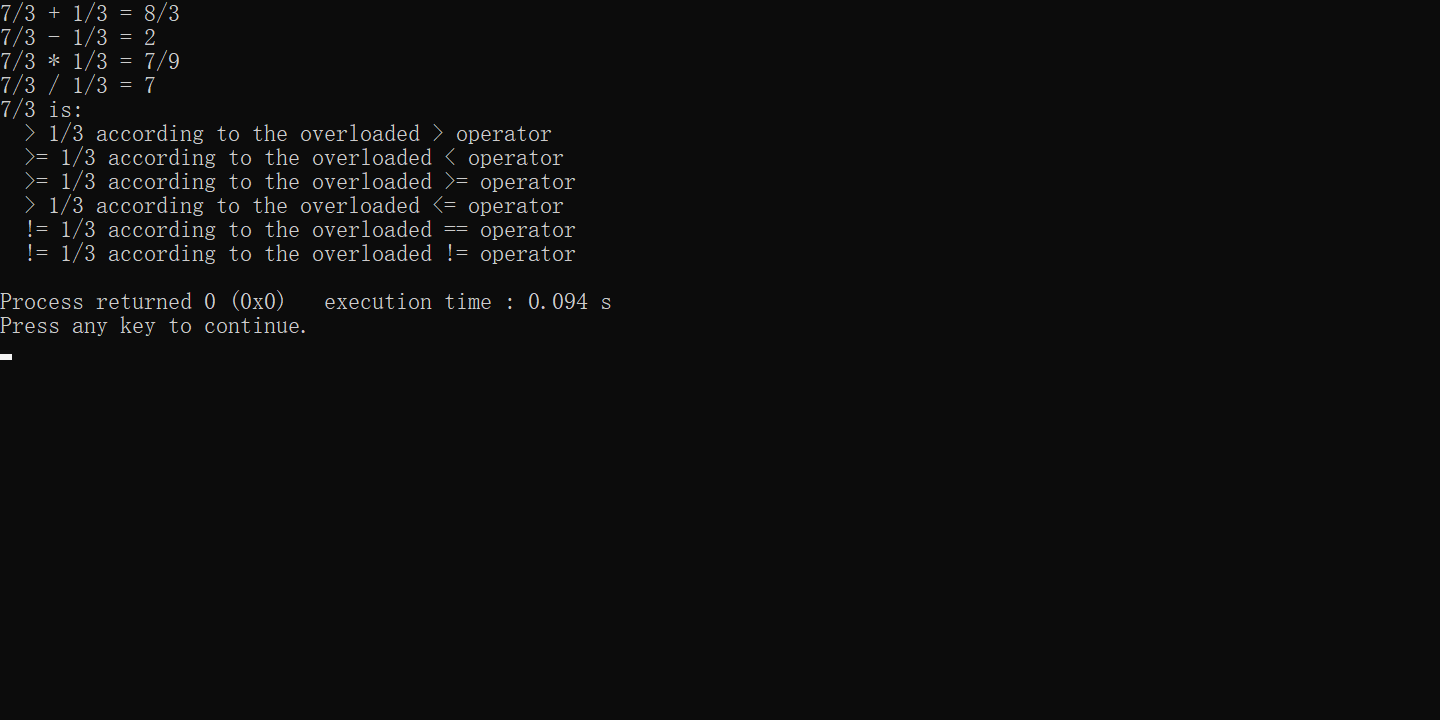 7/3 + 1/3 = 8/3
7/3 - 1/3 = 2
7/3 * 1/3 = 7/9
7/3 / 1/3 = 7
7/3 is:
  > 1/3 according to the overloaded > operator
  >= 1/3 according to the overloaded < operator
  >= 1/3 according to the overloaded >= operator
  > 1/3 according to the overloaded <= operator
  != 1/3 according to the overloaded == operator
  != 1/3 according to the overloaded != operator

Process returned 0 (0x0)   execution time : 0.094 s
Press any key to continue.